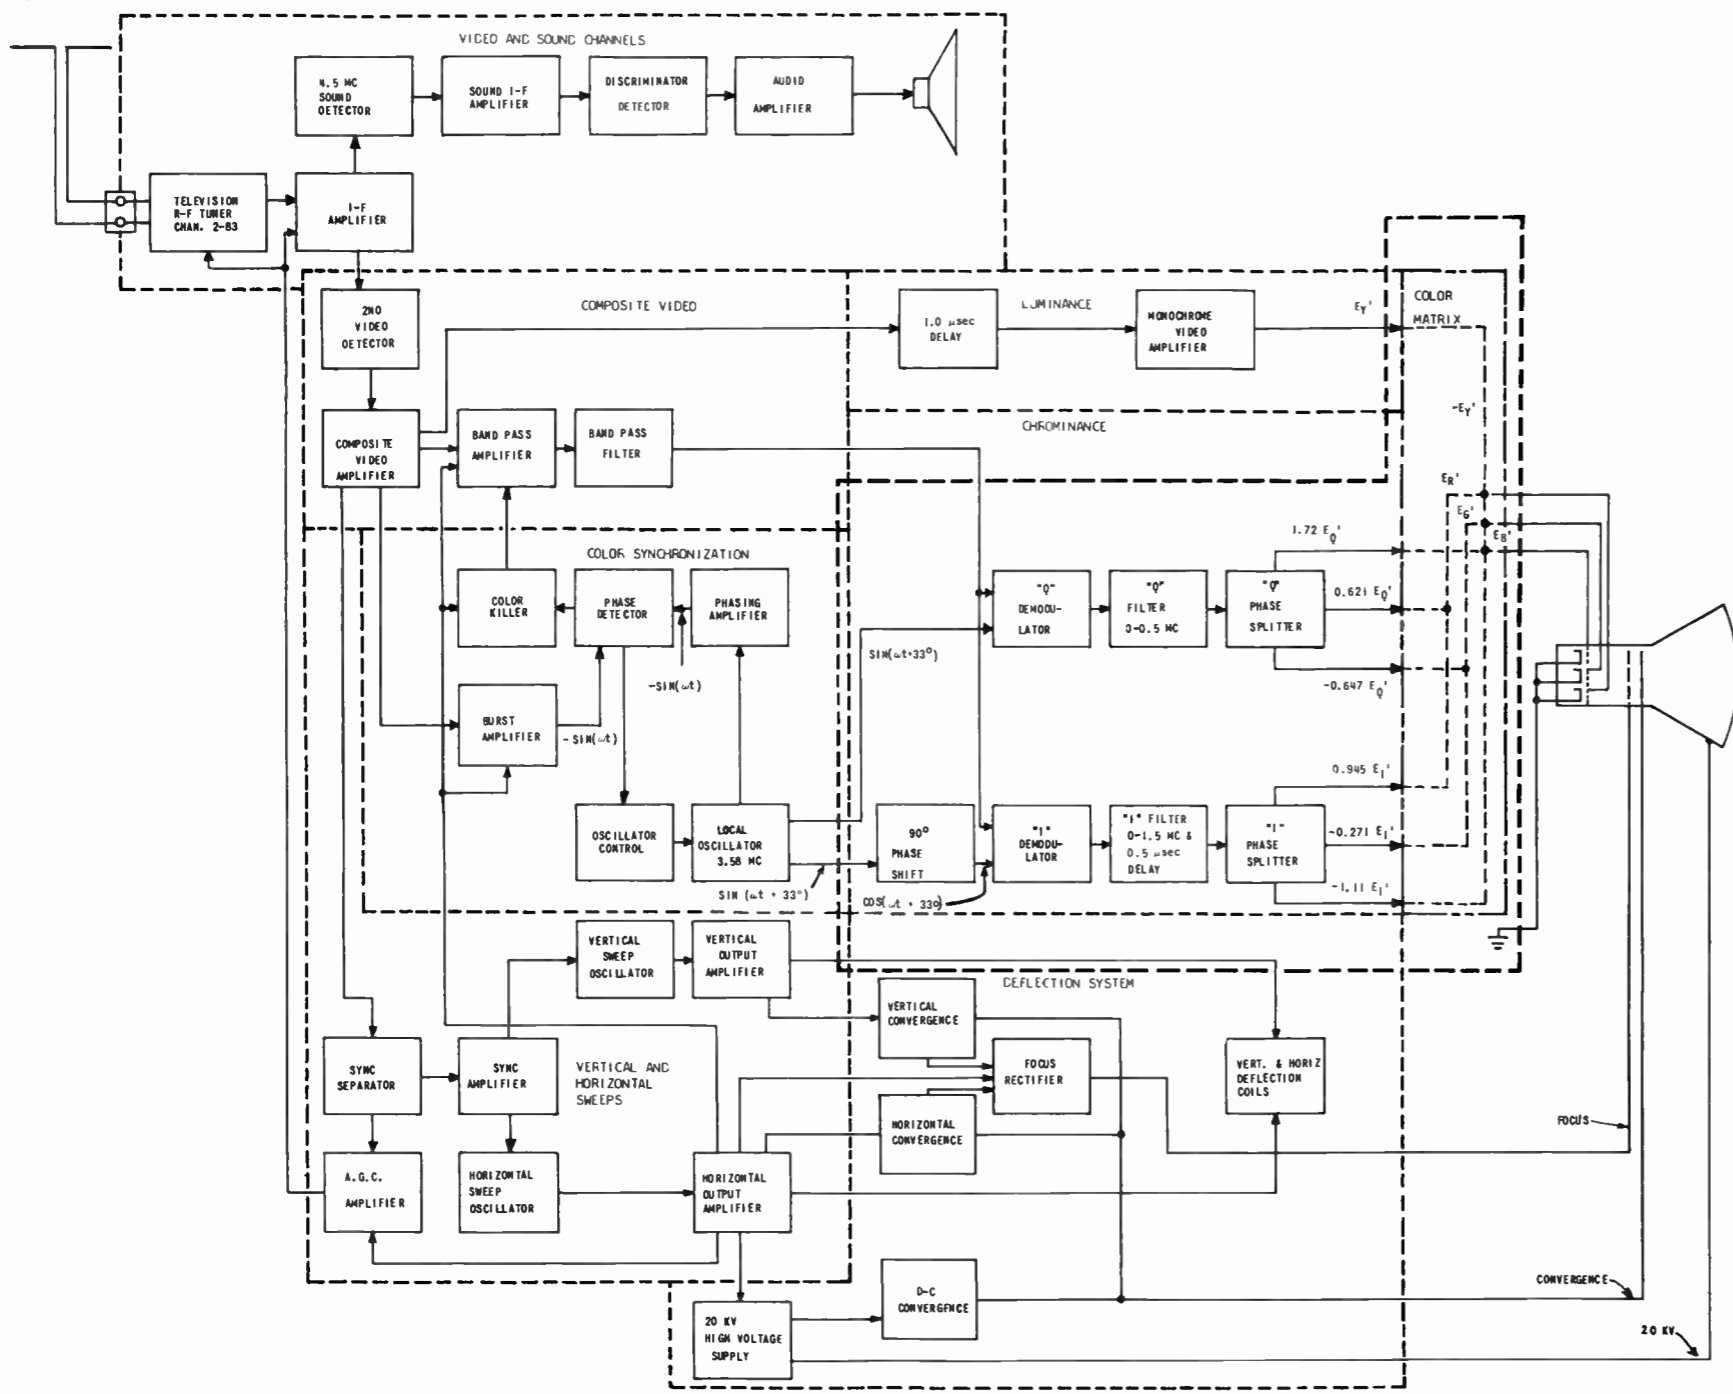 VIDEO AND SOUND CHANNELS
4.5 MC
SOUND
DETECTOR
SOUND I-F
AMPLIFIER
DISCRIMINATOR
DETECTOR
AUDIO
AMPLIFIER
TELEVISION
R-F TUNER
CHAN. 2-83
I-F
AMPLIFIER
2ND
VIDEO
DETECTOR
COMPOSITE VIDEO
1.0 μsec
DELAY
LUMINANCE
MONOCHROME
VIDEO
AMPLIFIER
EY'
COLOR
MATRIX
-EY'
COMPOSITE
VIDEO
AMPLIFIER
BAND PASS
AMPLIFIER
BAND PASS
FILTER
CHROMINANCE
ER'
EG'
EB'
COLOR SYNCHRONIZATION
COLOR
KILLER
PHASE
DETECTOR
PHASING
AMPLIFIER
-SIN(ωt)
"Q"
DEMODU-
LATOR
"Q"
FILTER
0-0.5 MC
"Q"
PHASE
SPLITTER
1.72 EQ'
0.621 EQ'
-0.647 EQ'
SIN(ωt+33°)
BURST
AMPLIFIER
-SIN(ωt)
OSCILLATOR
CONTROL
LOCAL
OSCILLATOR
3.58 MC
SIN (ωt + 33°)
90°
PHASE
SHIFT
COS(ωt + 33°)
"I"
DEMODU-
LATOR
"I" FILTER
0-1.5 MC &
0.5 μsec
DELAY
"I"
PHASE
SPLITTER
0.945 EI'
-0.271 EI'
-1.11 EI'
VERTICAL
SWEEP
OSCILLATOR
VERTICAL
OUTPUT
AMPLIFIER
DEFLECTION SYSTEM
VERTICAL
CONVERGENCE
FOCUS
RECTIFIER
VERT. & HORIZ
DEFLECTION
COILS
SYNC
SEPARATOR
SYNC
AMPLIFIER
VERTICAL AND
HORIZONTAL
SWEEPS
HORIZONTAL
CONVERGENCE
FOCUS
A.G.C.
AMPLIFIER
HORIZONTAL
SWEEP
OSCILLATOR
HORIZONTAL
OUTPUT
AMPLIFIER
D-C
CONVERGENCE
CONVERGENCE
20 KV
HIGH VOLTAGE
SUPPLY
20 KV